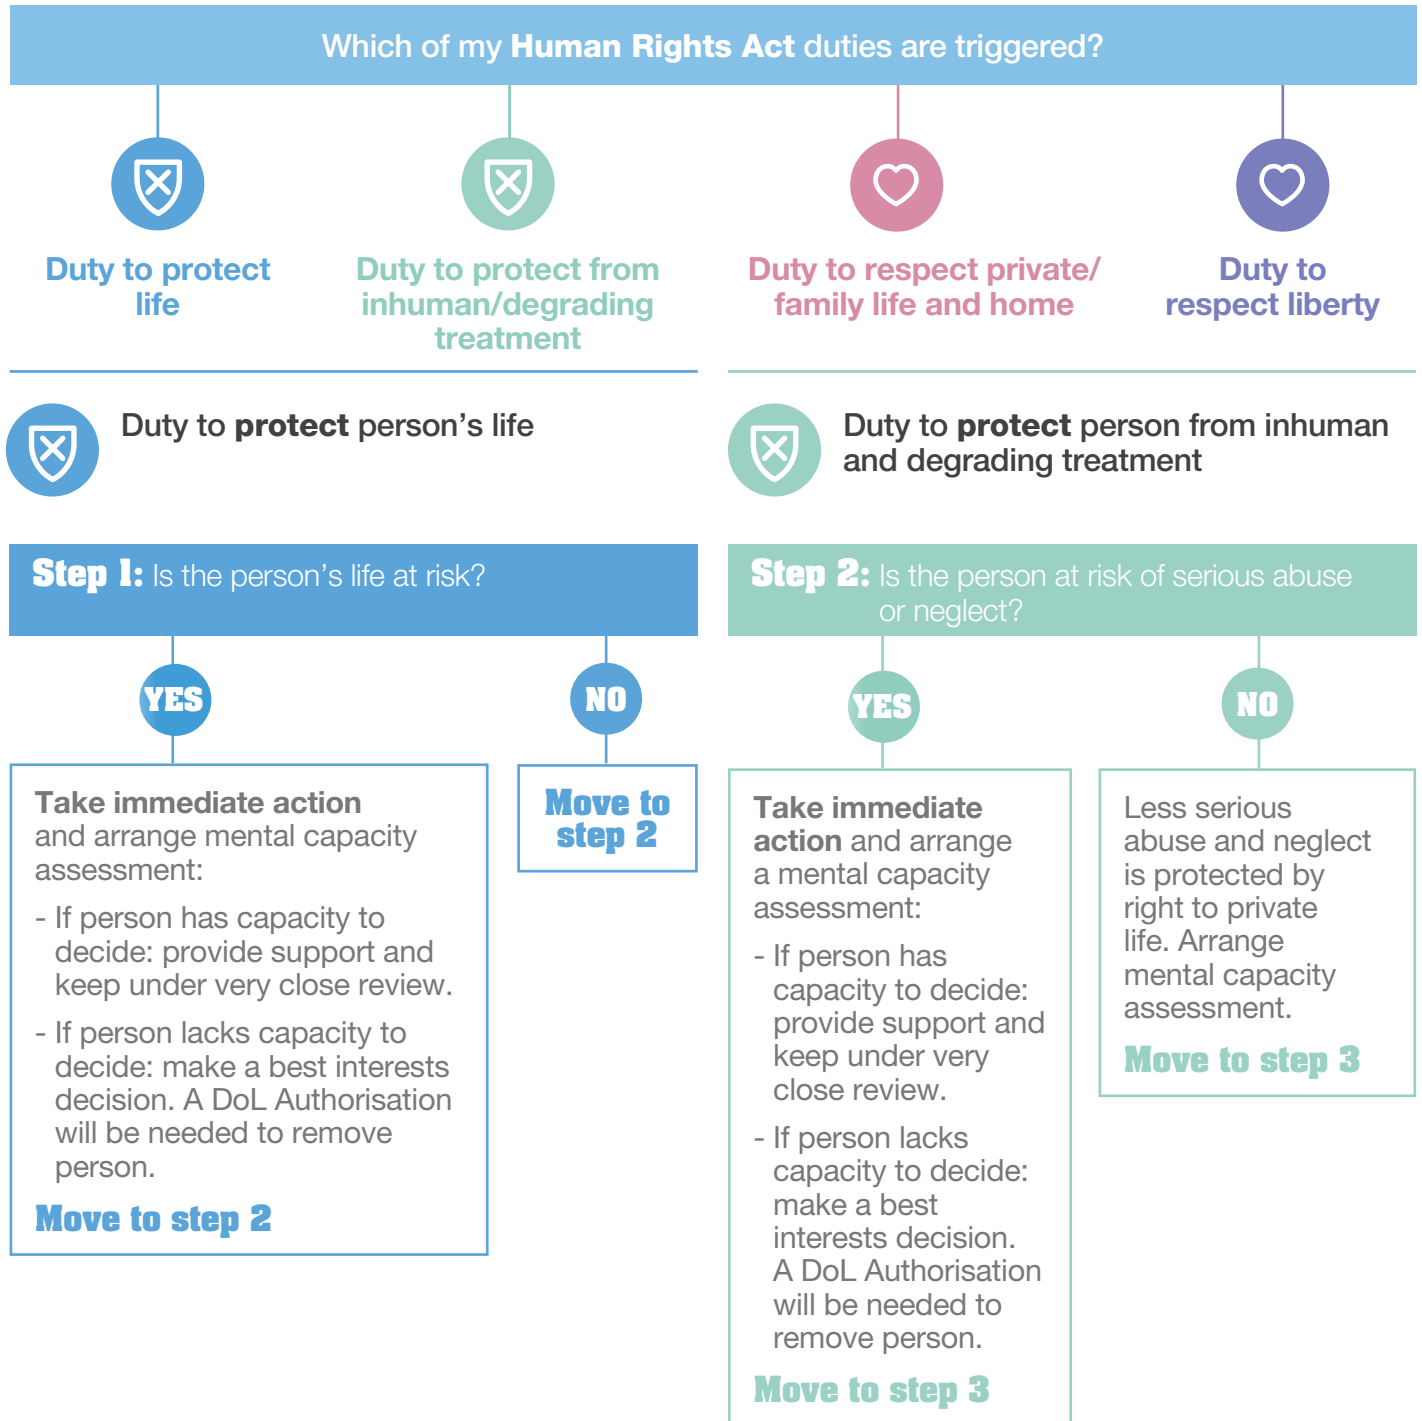 Which of my Human Rights Act duties are triggered?
Duty to protect
life
Duty to protect from
inhuman/degrading
treatment
Duty to respect private/
family life and home
Duty to
respect liberty
Duty to protect person's life
Step 1: Is the person's life at risk?
YES
Take immediate action
and arrange mental capacity
assessment:
- If person has capacity to
decide: provide support and
keep under very close review.
- If person lacks capacity to
decide: make a best interests
decision. A DoL Authorisation
will be needed to remove
person.
Move to step 2
NO
Move to
step 2
Duty to protect person from inhuman
and degrading treatment
Step 2: Is the person at risk of serious abuse
or neglect?
YES
Take immediate
action and arrange
a mental capacity
assessment:
- If person has
capacity to decide:
provide support and
keep under very
close review.
- If person lacks
capacity to decide:
make a best
interests decision.
A DoL Authorisation
will be needed to
remove person.
Move to step 3
NO
Less serious
abuse and neglect
is protected by
right to private
life. Arrange
mental capacity
assessment.
Move to step 3